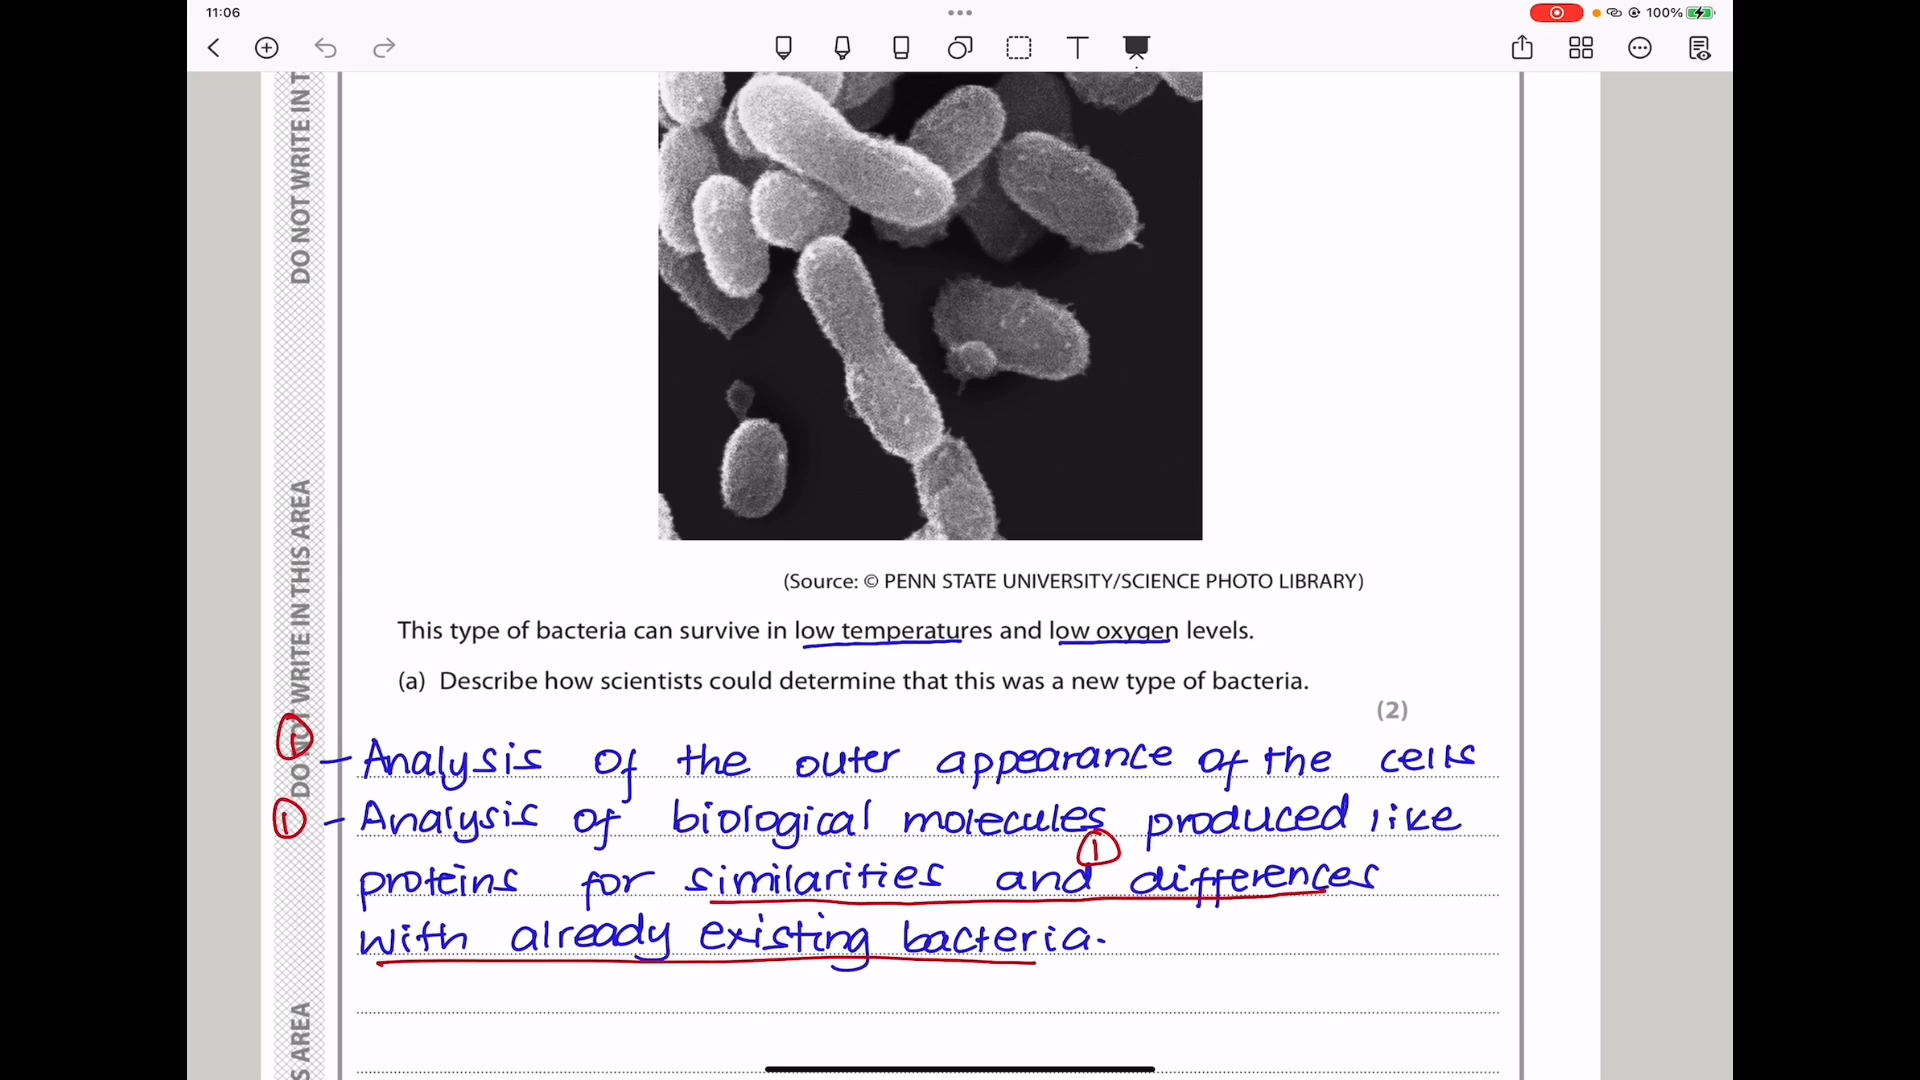 11:06
100%
DO NOT WRITE IN T
(Source: © PENN STATE UNIVERSITY/SCIENCE PHOTO LIBRARY)
This type of bacteria can survive in low temperatures and low oxygen levels.
(a) Describe how scientists could determine that this was a new type of bacteria.
(2)
DO NOT WRITE IN THIS AREA
1
- Analysis of the outer appearance of the cells
1
- Analysis of biological molecules produced like
1
proteins for similarities and differences
with already existing bacteria.
S AREA